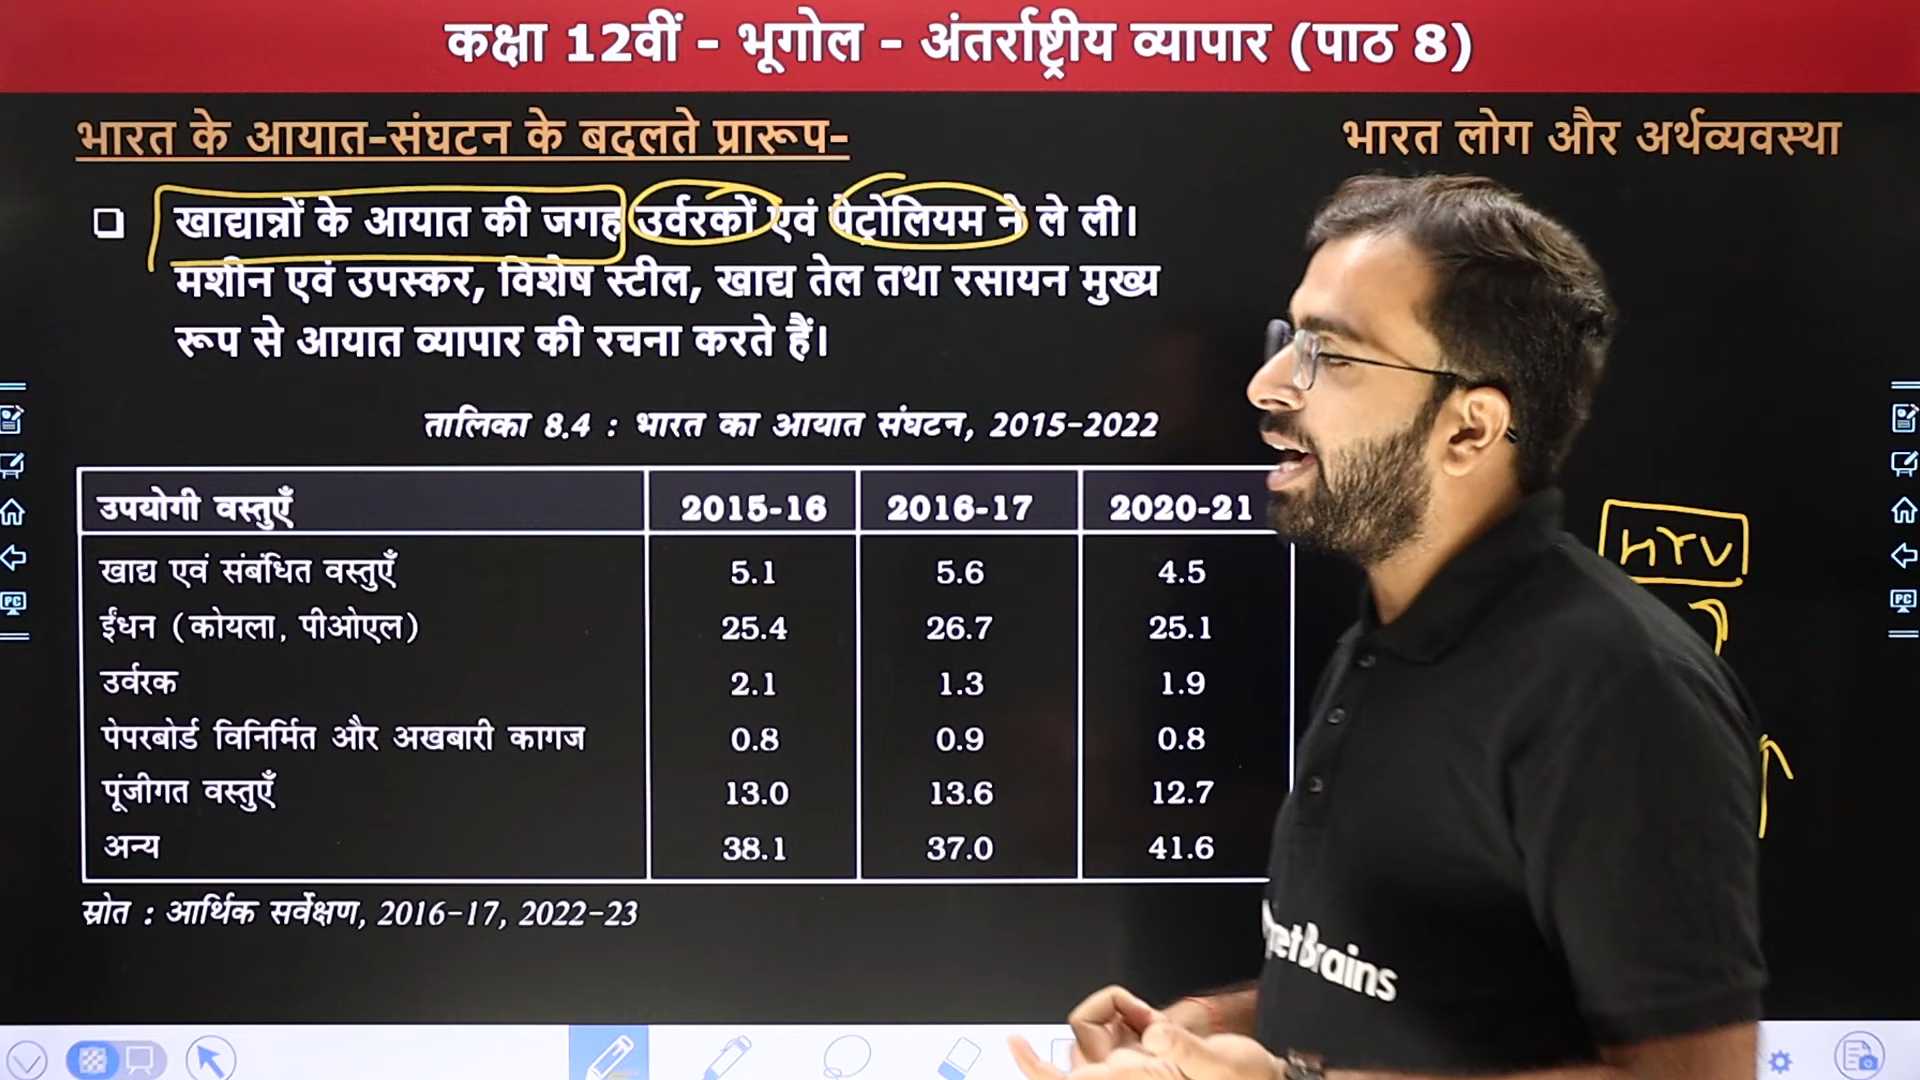 कक्षा 12वीं - भूगोल - अंतर्राष्ट्रीय व्यापार (पाठ 8)
भारत के आयात-संघटन के बदलते प्रारूप-
भारत लोग और अर्थव्यवस्था
❑ खाद्यान्नों के आयात की जगह उर्वरकों एवं पेट्रोलियम ने ले ली।
मशीन एवं उपस्कर, विशेष स्टील, खाद्य तेल तथा रसायन मुख्य
रूप से आयात व्यापार की रचना करते हैं।
तालिका 8.4 : भारत का आयात संघटन, 2015-2022
उपयोगी वस्तुएँ 2015-16 2016-17 2020-21
HYV
खाद्य एवं संबंधित वस्तुएँ 5.1 5.6 4.5
ईंधन (कोयला, पीओएल) 25.4 26.7 25.1
उर्वरक 2.1 1.3 1.9
पेपरबोर्ड विनिर्मित और अखबारी कागज 0.8 0.9 0.8
पूंजीगत वस्तुएँ 13.0 13.6 12.7
अन्य 38.1 37.0 41.6
स्रोत : आर्थिक सर्वेक्षण, 2016-17, 2022-23
PC
PC